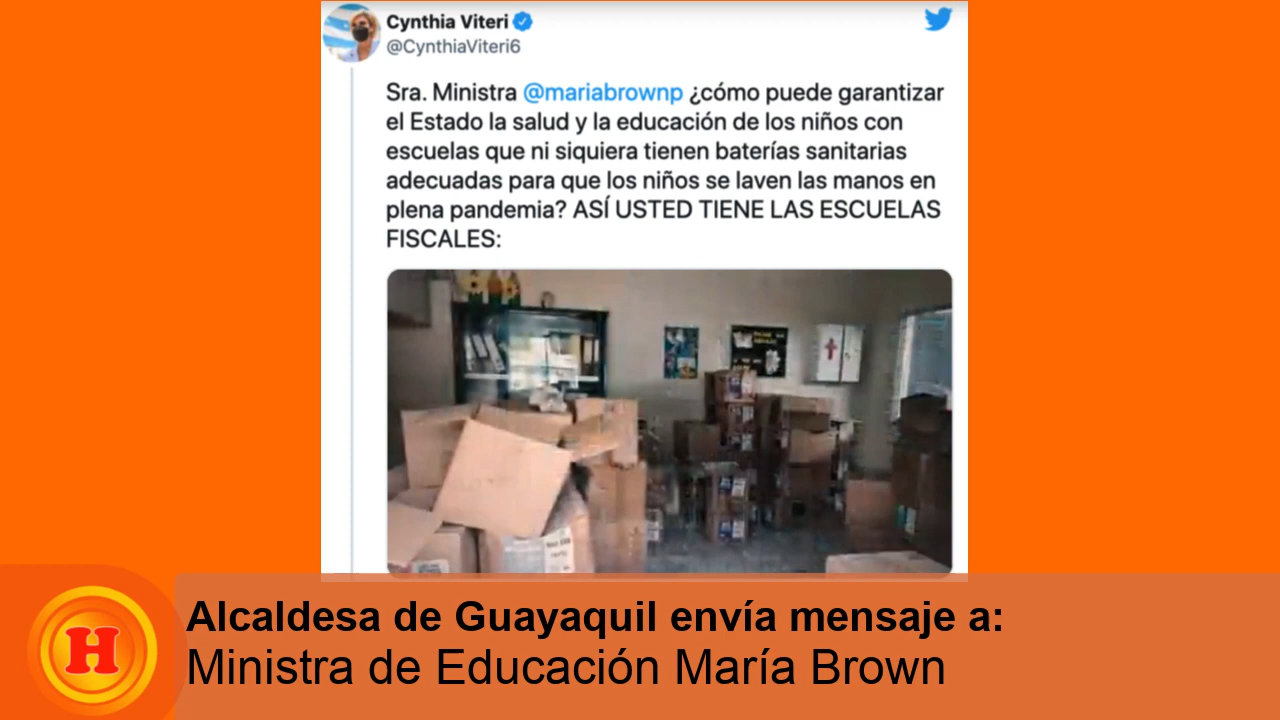 Cynthia Viteri
@CynthiaViteri6
Sra. Ministra @mariabrownp ¿cómo puede garantizar
el Estado la salud y la educación de los niños con
escuelas que ni siquiera tienen baterías sanitarias
adecuadas para que los niños se laven las manos en
plena pandemia? ASÍ USTED TIENE LAS ESCUELAS
FISCALES:
H
Alcaldesa de Guayaquil envía mensaje a:
Ministra de Educación María Brown